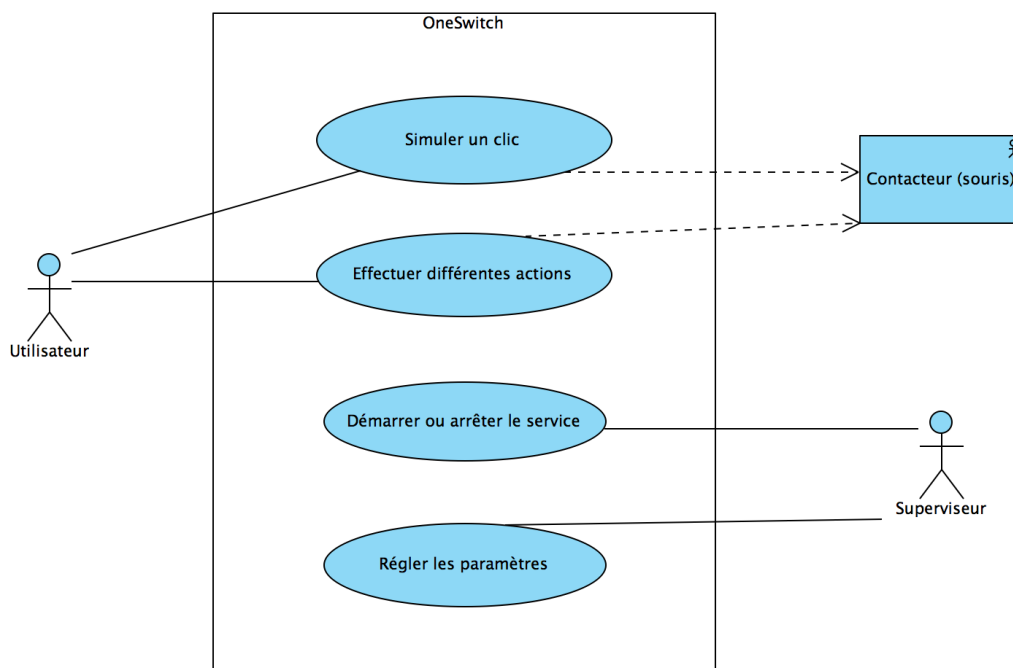 OneSwitch
Simuler un clic
Contacteur (souris)
Effectuer différentes actions
Utilisateur
Démarrer ou arrêter le service
Superviseur
Régler les paramètres